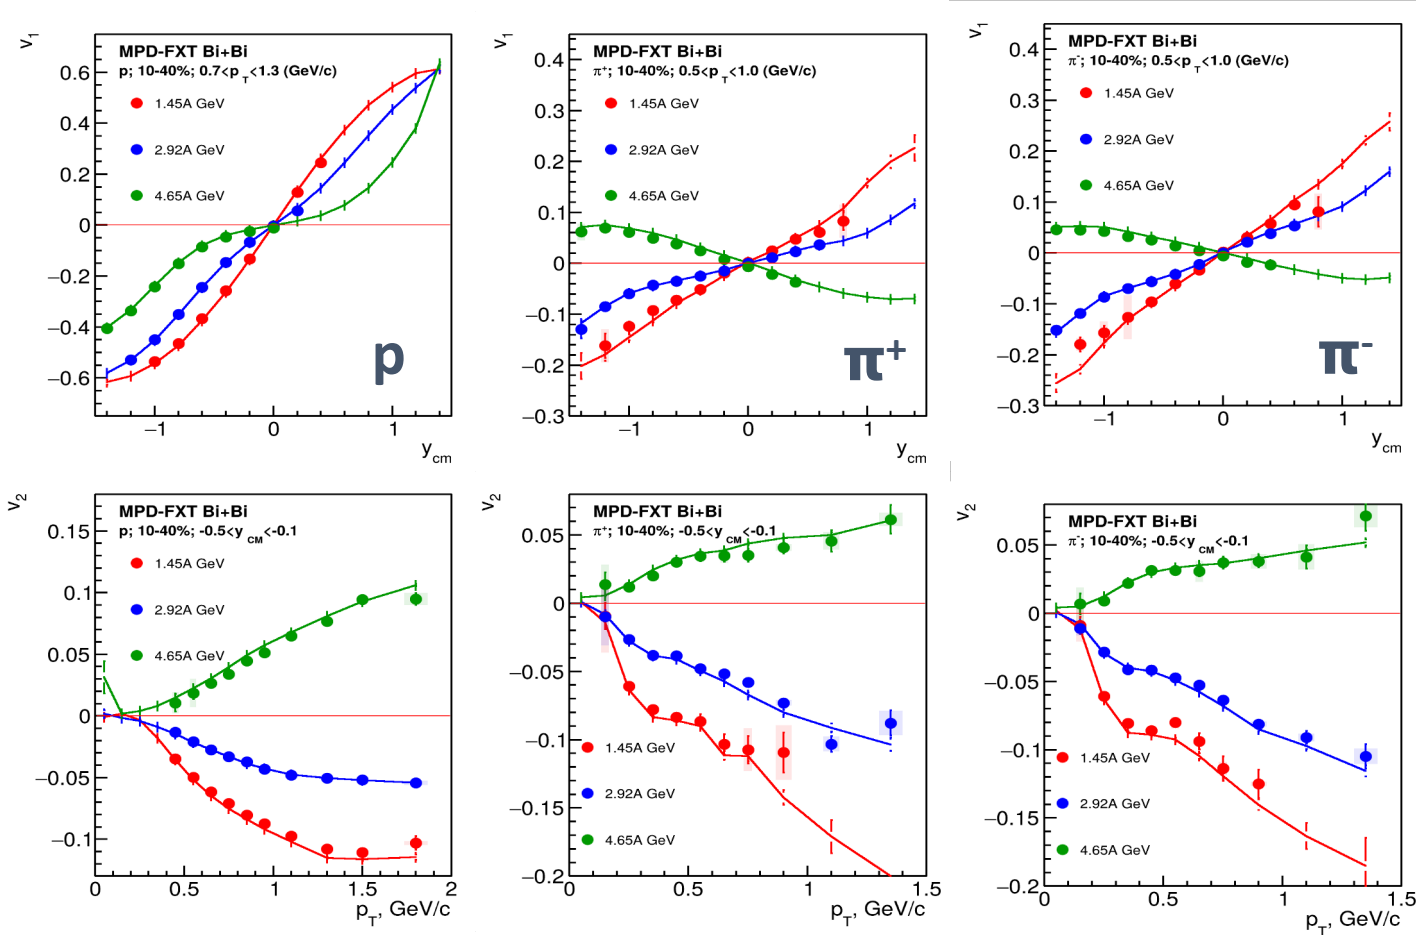 v1
MPD-FXT Bi+Bi
p; 10-40%; 0.7<pT<1.3 (GeV/c)
1.45A GeV
2.92A GeV
4.65A GeV
0.6
0.4
0.2
0
−0.2
−0.4
−0.6
p
−1 0 1
ycm
v1
MPD-FXT Bi+Bi
π+; 10-40%; 0.5<pT<1.0 (GeV/c)
1.45A GeV
2.92A GeV
4.65A GeV
0.4
0.3
0.2
0.1
0
−0.1
−0.2
−0.3
π+
−1 0 1
ycm
v1
MPD-FXT Bi+Bi
π-; 10-40%; 0.5<pT<1.0 (GeV/c)
1.45A GeV
2.92A GeV
4.65A GeV
0.4
0.3
0.2
0.1
0
−0.1
−0.2
−0.3
π-
−1 0 1
ycm
v2
MPD-FXT Bi+Bi
p; 10-40%; -0.5<yCM<-0.1
1.45A GeV
2.92A GeV
4.65A GeV
0.15
0.1
0.05
0
−0.05
−0.1
0 0.5 1 1.5 2
pT, GeV/c
v2
MPD-FXT Bi+Bi
π+; 10-40%; -0.5<yCM<-0.1
0.05
0
−0.05
−0.1
−0.15
−0.2
1.45A GeV
2.92A GeV
4.65A GeV
0 0.5 1 1.5
pT, GeV/c
v2
MPD-FXT Bi+Bi
π-; 10-40%; -0.5<yCM<-0.1
0.05
0
−0.05
−0.1
−0.15
−0.2
1.45A GeV
2.92A GeV
4.65A GeV
0 0.5 1 1.5
pT, GeV/c